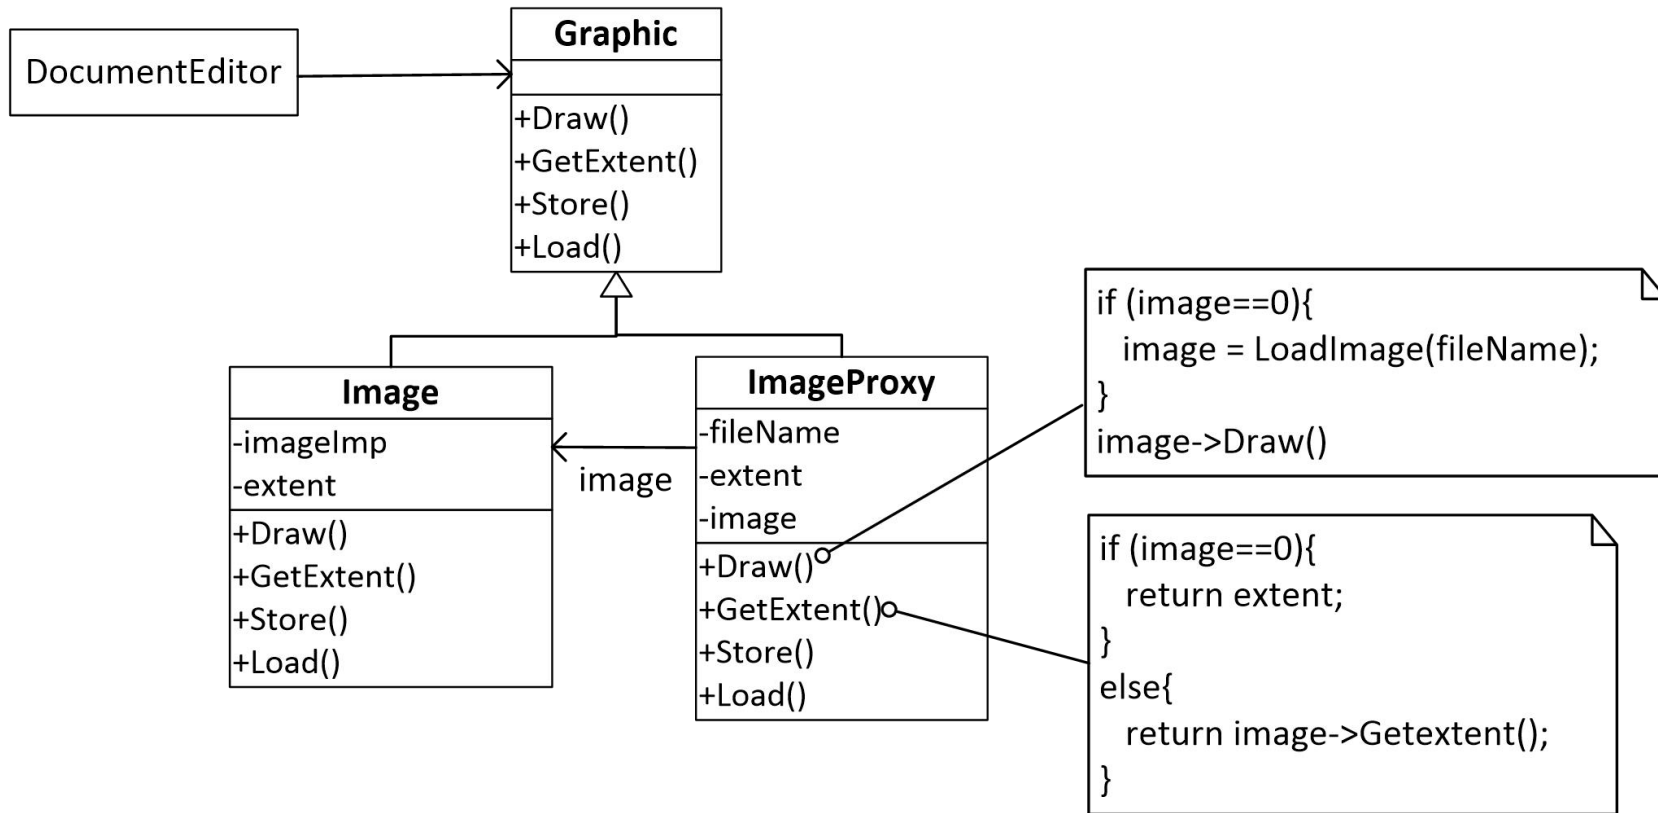 DocumentEditor
Graphic
+Draw()
+GetExtent()
+Store()
+Load()
Image
-imageImp
-extent
+Draw()
+GetExtent()
+Store()
+Load()
image
ImageProxy
-fileName
-extent
-image
+Draw()
+GetExtent()
+Store()
+Load()
if (image==0){
image = LoadImage(fileName);
}
image->Draw()
if (image==0){
return extent;
}
else{
return image->Getextent();
}